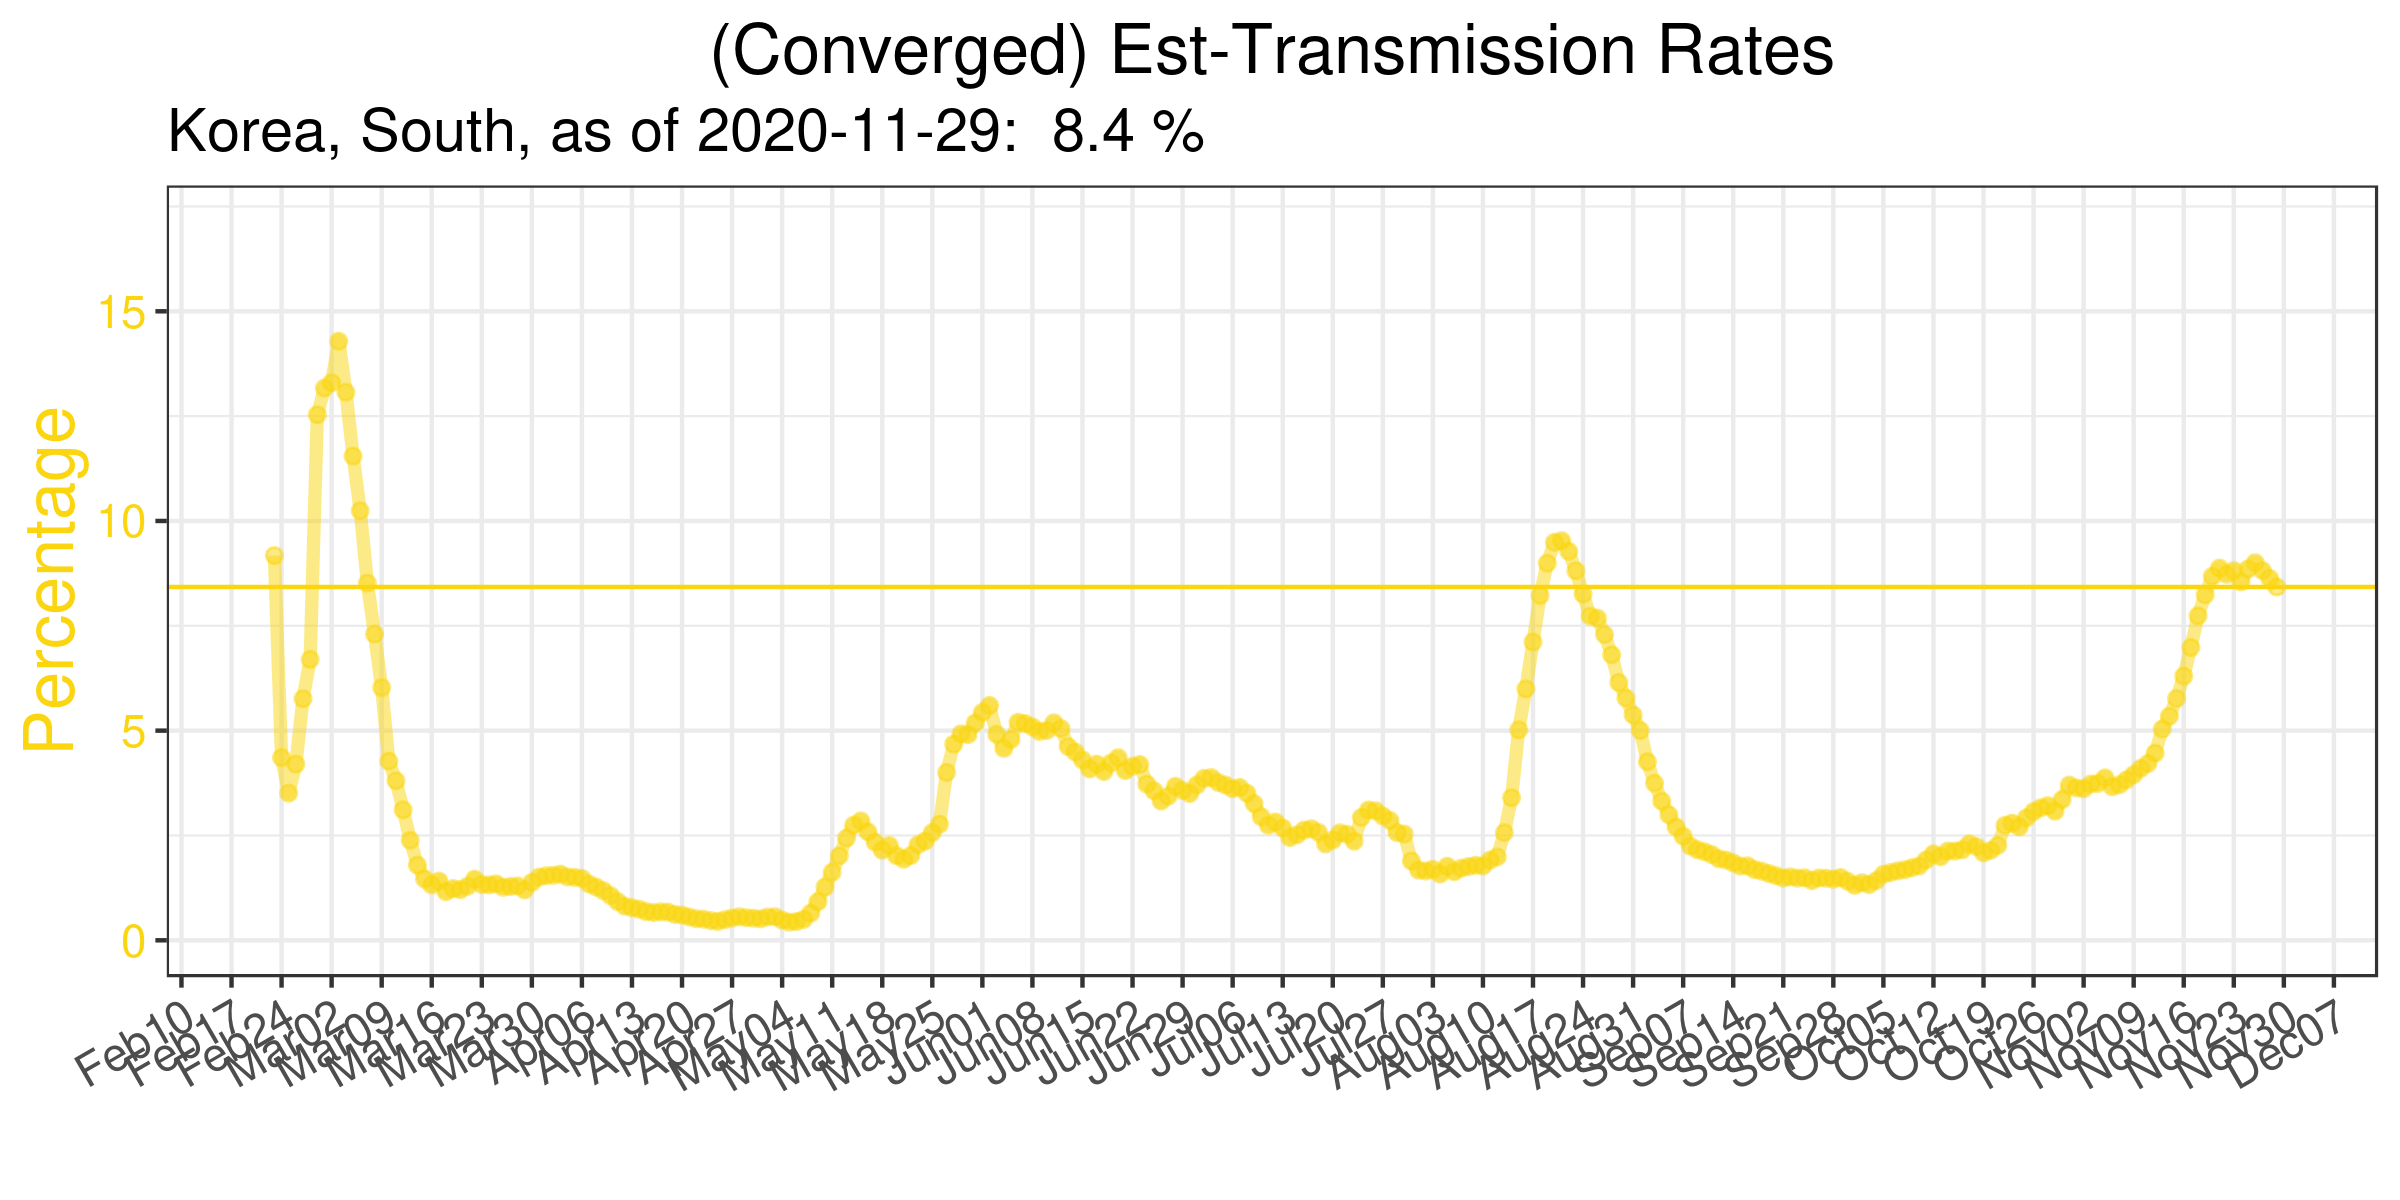 (Converged) Est-Transmission Rates
Korea, South, as of 2020-11-29:  8.4 %
Percentage
15
10
5
0
Feb10
Feb17
Feb24
Mar02
Mar09
Mar16
Mar23
Mar30
Apr06
Apr13
Apr20
Apr27
May04
May11
May18
May25
Jun01
Jun08
Jun15
Jun22
Jun29
Jul06
Jul13
Jul20
Jul27
Aug03
Aug10
Aug17
Aug24
Aug31
Sep07
Sep14
Sep21
Sep28
Oct05
Oct12
Oct19
Oct26
Nov02
Nov09
Nov16
Nov23
Nov30
Dec07